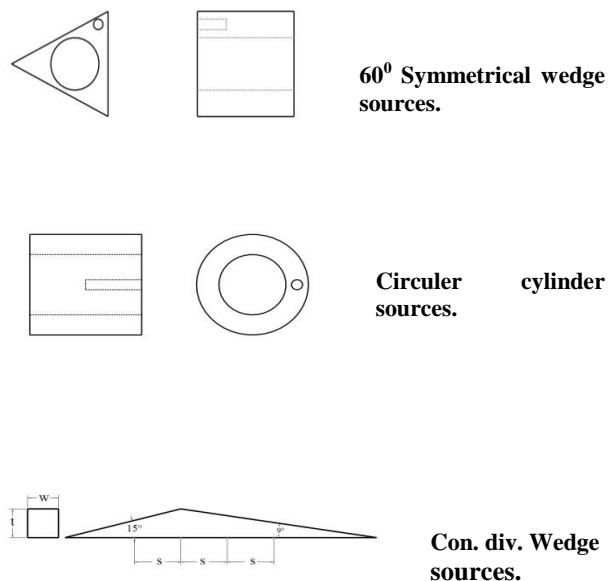 60⁰ Symmetrical wedge
sources.
Circuler cylinder
sources.
w
t
15°
9°
s s s
Con. div. Wedge
sources.